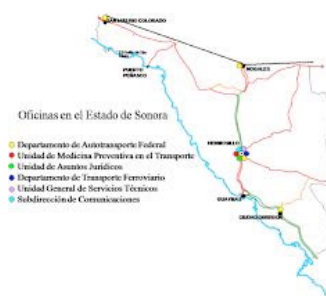 SAN LUIS RIO COLORADO
PUERTO
PEÑASCO
NOGALES
Oficinas en el Estado de Sonora
HERMOSILLO
Departamento de Autotransporte Federal
Unidad de Medicina Preventiva en el Transporte
Unidad de Asuntos Jurídicos
Departamento de Transporte Ferroviario
Unidad General de Servicios Técnicos
Subdirección de Comunicaciones
GUAYMAS
CIUDAD OBREGON